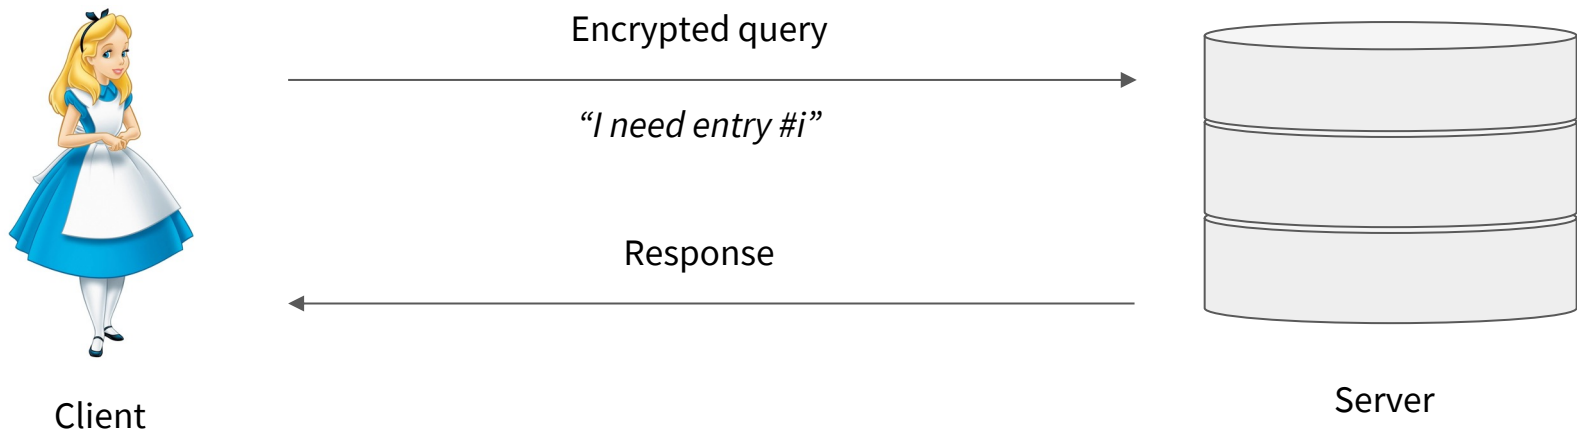 Encrypted query
“I need entry #i”
Response
Client
Server